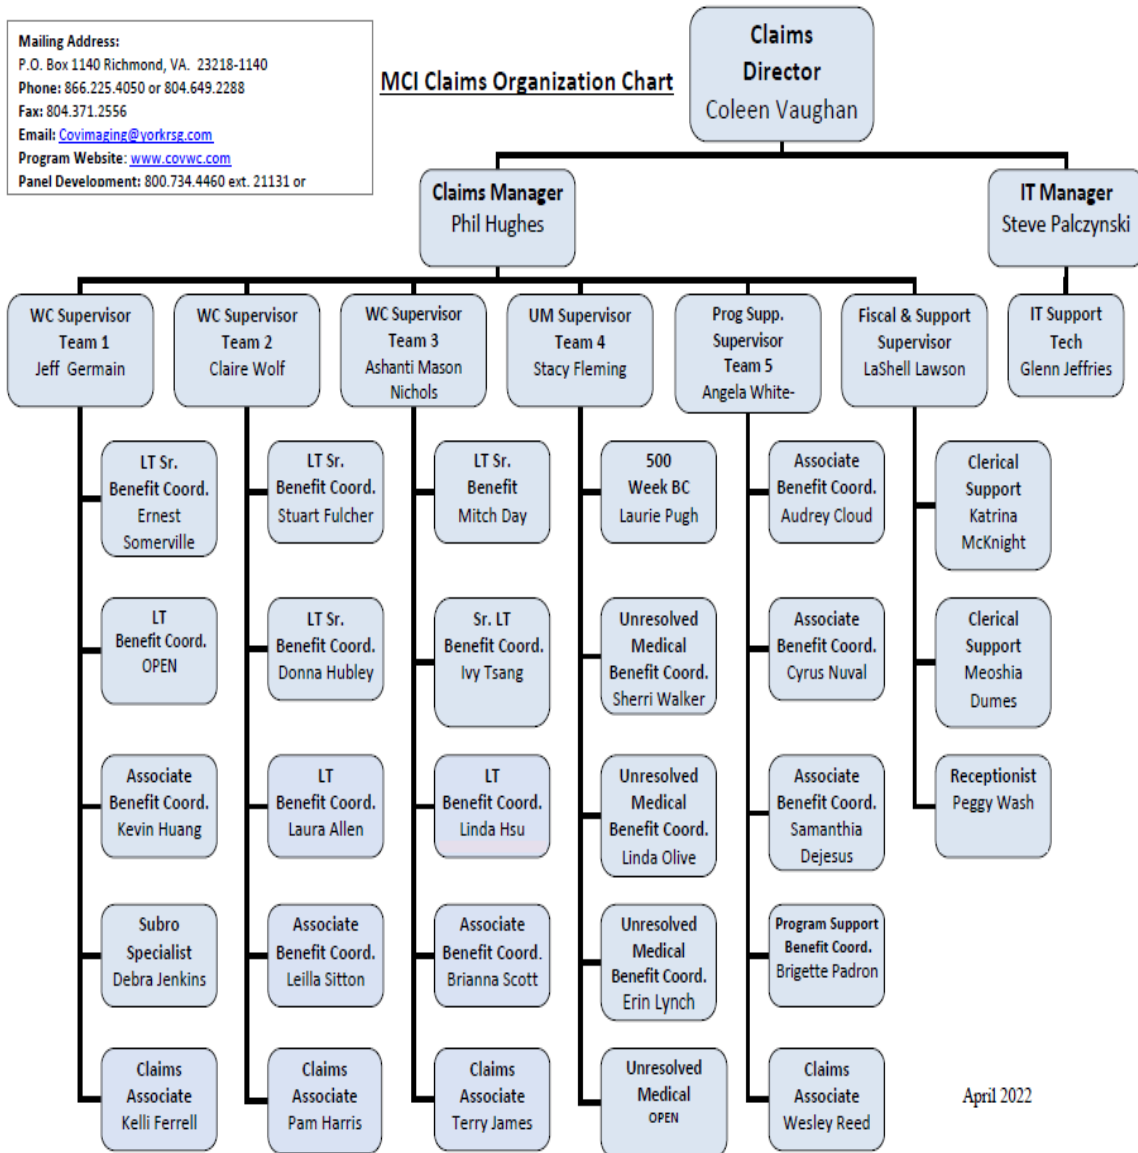 Mailing Address:
P.O. Box 1140 Richmond, VA. 23218-1140
Phone: 866.225.4050 or 804.649.2288
Fax: 804.371.2556
Email: Covimaging@yorkrsg.com
Program Website: www.covwc.com
Panel Development: 800.734.4460 ext. 21131 or
MCI Claims Organization Chart
Claims
Director
Coleen Vaughan
Claims Manager
Phil Hughes
IT Manager
Steve Palczynski
WC Supervisor
Team 1
Jeff Germain
WC Supervisor
Team 2
Claire Wolf
WC Supervisor
Team 3
Ashanti Mason
Nichols
UM Supervisor
Team 4
Stacy Fleming
Prog Supp.
Supervisor
Team 5
Angela White-
Fiscal & Support
Supervisor
LaShell Lawson
IT Support
Tech
Glenn Jeffries
LT Sr.
Benefit Coord.
Ernest
Somerville
LT Sr.
Benefit Coord.
Stuart Fulcher
LT Sr.
Benefit
Mitch Day
500
Week BC
Laurie Pugh
Associate
Benefit Coord.
Audrey Cloud
Clerical
Support
Katrina
McKnight
LT
Benefit Coord.
OPEN
LT Sr.
Benefit Coord.
Donna Hubley
Sr. LT
Benefit Coord.
Ivy Tsang
Unresolved
Medical
Benefit Coord.
Sherri Walker
Associate
Benefit Coord.
Cyrus Nuval
Clerical
Support
Meoshia
Dumes
Associate
Benefit Coord.
Kevin Huang
LT
Benefit Coord.
Laura Allen
LT
Benefit Coord.
Linda Hsu
Unresolved
Medical
Benefit Coord.
Linda Olive
Associate
Benefit Coord.
Samanthia
Dejesus
Receptionist
Peggy Wash
Subro
Specialist
Debra Jenkins
Associate
Benefit Coord.
Leilla Sitton
Associate
Benefit Coord.
Brianna Scott
Unresolved
Medical
Benefit Coord.
Erin Lynch
Program Support
Benefit Coord.
Brigette Padron
Claims
Associate
Kelli Ferrell
Claims
Associate
Pam Harris
Claims
Associate
Terry James
Unresolved
Medical
OPEN
Claims
Associate
Wesley Reed
April 2022